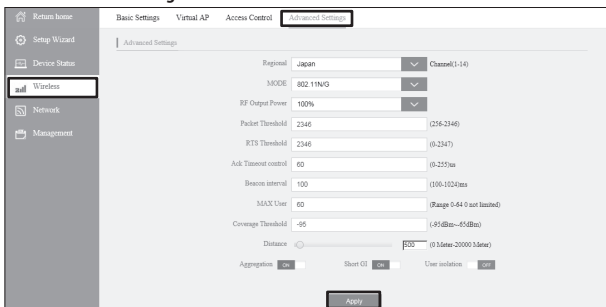 Return home
Basic Settings Virtual AP Access Control Advanced Settings
Setup Wizard
Advanced Settings
Device Status
Wireless
Network
Management
Regional Japan Channel(1-14)
MODE 802.11N/G
RF Output Power 100%
Packet Threshold 2346 (256-2346)
RTS Threshold 2346 (0-2347)
Ack Timeout control 60 (0-255)us
Beacon interval 100 (100-1024)ms
MAX User 60 (Range 0-64 0 not limited)
Coverage Threshold -95 (-95dBm~-65dBm)
Distance 500 (0 Meter-20000 Meter)
Aggregation ON Short GI ON User isolation OFF
Apply